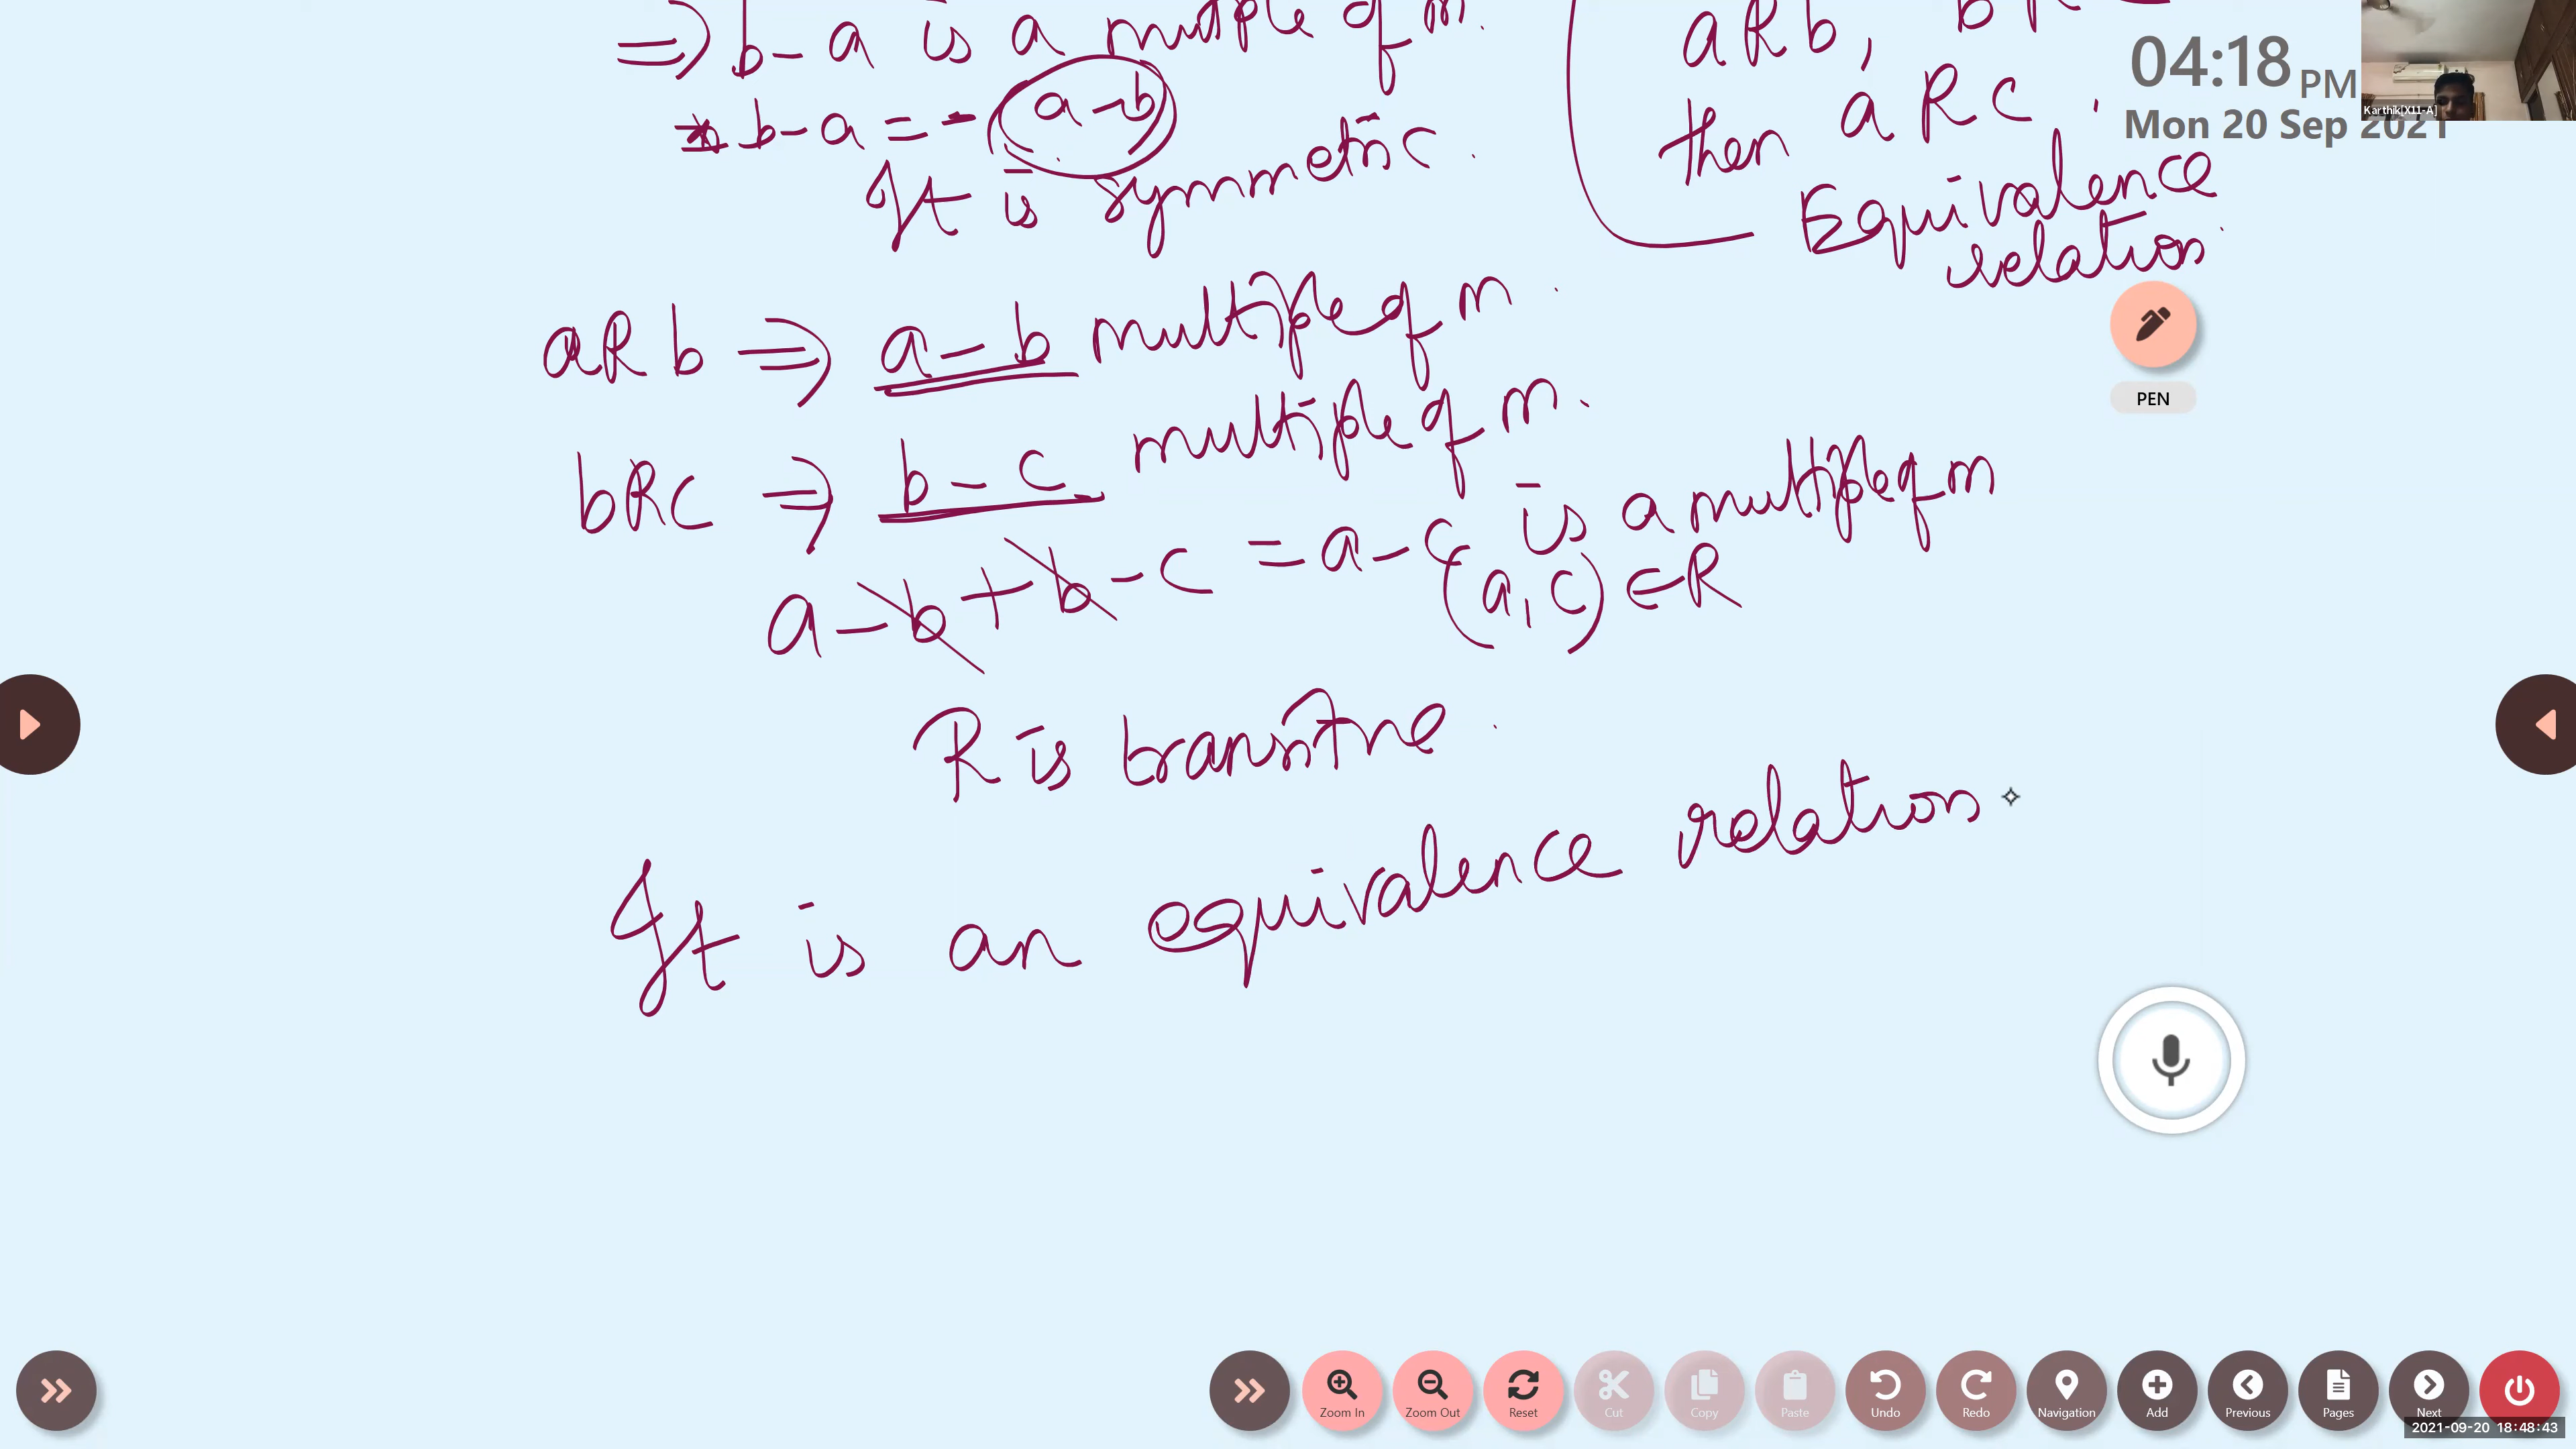 ⇒ b-a is a multiple of m.
* b-a = - (a-b)
It is symmetric.
aRb,
then aRc.
Equivalence
relation.
04:18 PM
Mon 20 Sep 2021
Karthik[X11-A]
PEN
aRb ⇒ a-b multiple of m.
bRc ⇒ b-c multiple of m.
a-b+b-c = a-c is a multiple of m
(a,c) ∈ R
R is transitive.
It is an equivalence relation.
Zoom In
Zoom Out
Reset
Cut
Copy
Paste
Undo
Redo
Navigation
Add
Previous
Pages
Next
2021-09-20 18:48:43